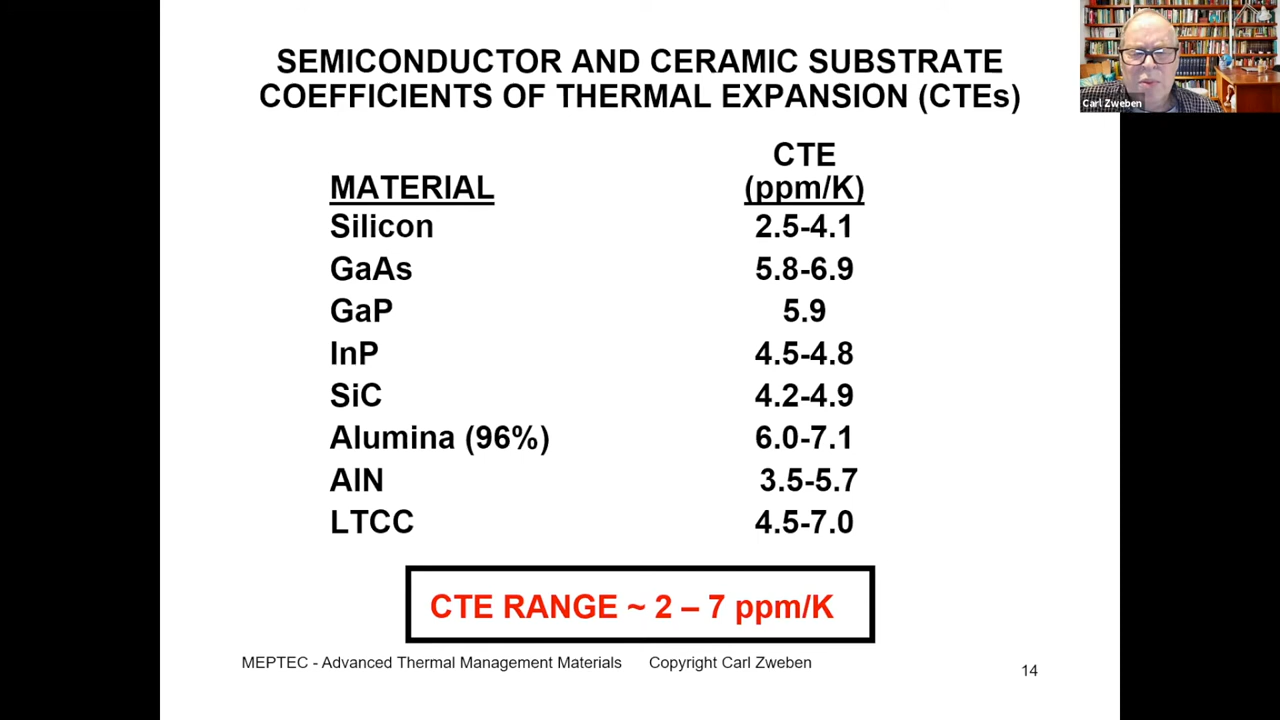 SEMICONDUCTOR AND CERAMIC SUBSTRATE
COEFFICIENTS OF THERMAL EXPANSION (CTEs)
Carl Zweben
CTE
MATERIAL (ppm/K)
Silicon 2.5-4.1
GaAs 5.8-6.9
GaP 5.9
InP 4.5-4.8
SiC 4.2-4.9
Alumina (96%) 6.0-7.1
AlN 3.5-5.7
LTCC 4.5-7.0
CTE RANGE ~ 2 – 7 ppm/K
MEPTEC - Advanced Thermal Management Materials Copyright Carl Zweben
14